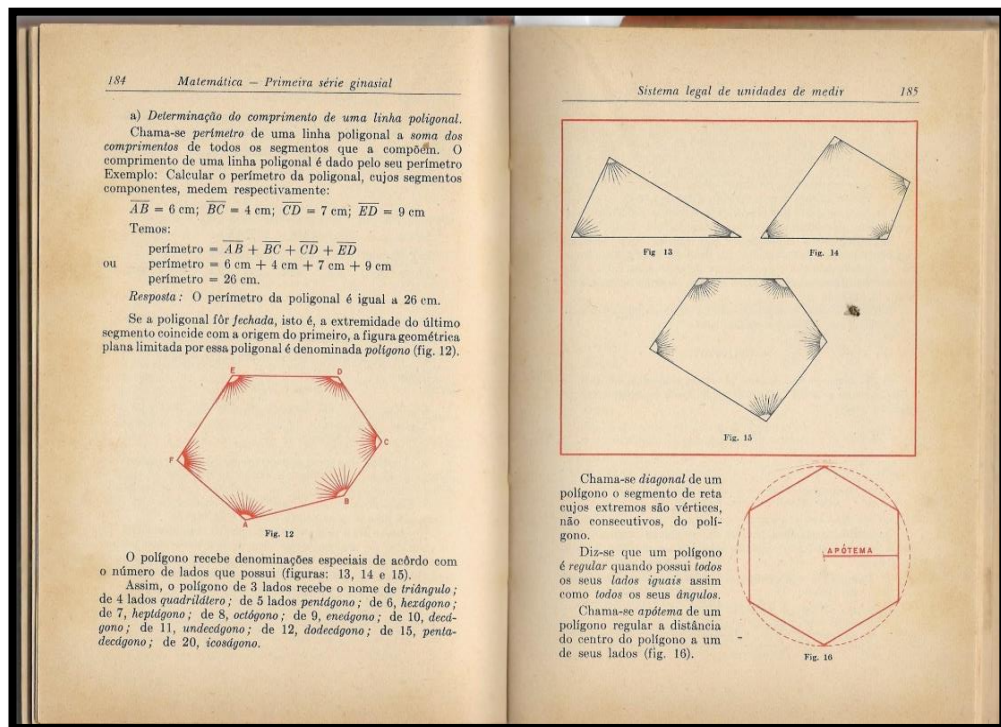 184 Matemática — Primeira série ginasial
a) Determinação do comprimento de uma linha poligonal.
Chama-se perímetro de uma linha poligonal a soma dos
comprimentos de todos os segmentos que a compõem. O
comprimento de uma linha poligonal é dado pelo seu perímetro
Exemplo: Calcular o perímetro da poligonal, cujos segmentos
componentes, medem respectivamente:
A̅B̅ = 6 cm; B̅C̅ = 4 cm; C̅D̅ = 7 cm; E̅D̅ = 9 cm
Temos:
perímetro = A̅B̅ + B̅C̅ + C̅D̅ + E̅D̅
ou perímetro = 6 cm + 4 cm + 7 cm + 9 cm
perímetro = 26 cm.
Resposta: O perímetro da poligonal é igual a 26 cm.
Se a poligonal fôr fechada, isto é, a extremidade do último
segmento coincide com a origem do primeiro, a figura geométrica
plana limitada por essa poligonal é denominada polígono (fig. 12).
E D
C
F
B
A
Fig. 12
O polígono recebe denominações especiais de acôrdo com
o número de lados que possui (figuras: 13, 14 e 15).
Assim, o polígono de 3 lados recebe o nome de triângulo;
de 4 lados quadrilátero; de 5 lados pentágono; de 6, hexágono;
de 7, heptágono; de 8, octógono; de 9, eneágono; de 10, decá-
gono; de 11, undecágono; de 12, dodecágono; de 15, penta-
decágono; de 20, icoságono.
Sistema legal de unidades de medir 185
Fig 13 Fig. 14
Fig. 15
Chama-se diagonal de um
polígono o segmento de reta
cujos extremos são vértices,
não consecutivos, do polí-
gono.
Diz-se que um polígono
é regular quando possui todos
os seus lados iguais assim
como todos os seus ângulos.
Chama-se apótema de um
polígono regular a distância
do centro do polígono a um
de seus lados (fig. 16).
APÓTEMA
Fig. 16